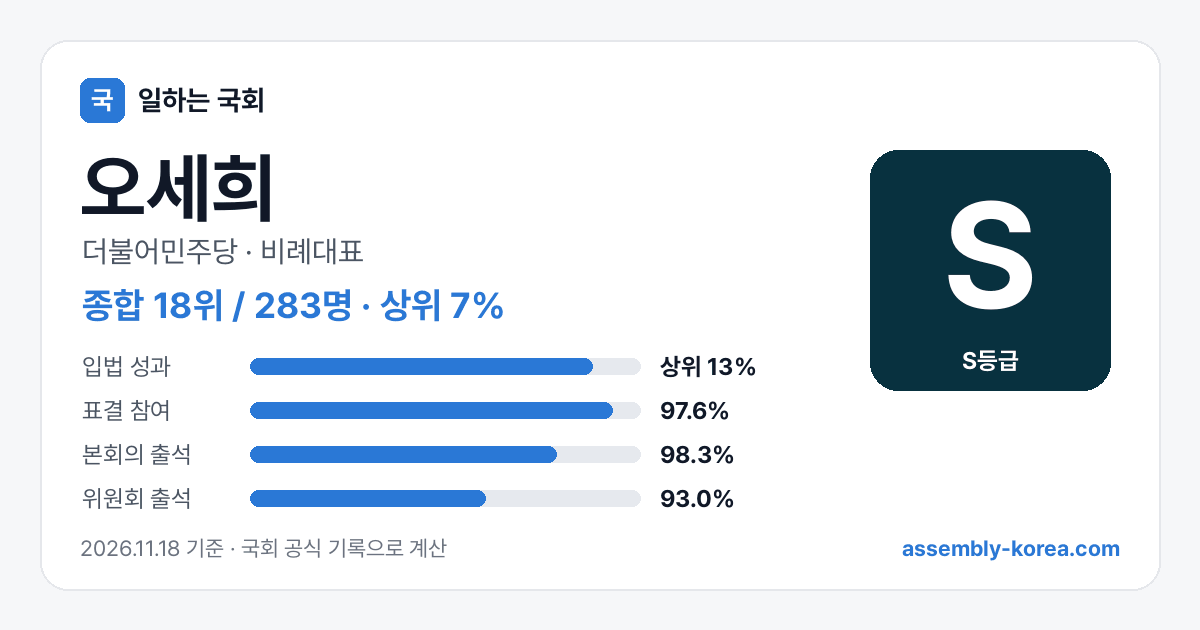 국 일하는 국회
오세희
더불어민주당 · 비례대표
종합 18위 / 283명 · 상위 7%
입법 성과 상위 13%
표결 참여 97.6%
본회의 출석 98.3%
위원회 출석 93.0%
S
S등급
2026.11.18 기준 · 국회 공식 기록으로 계산
assembly-korea.com